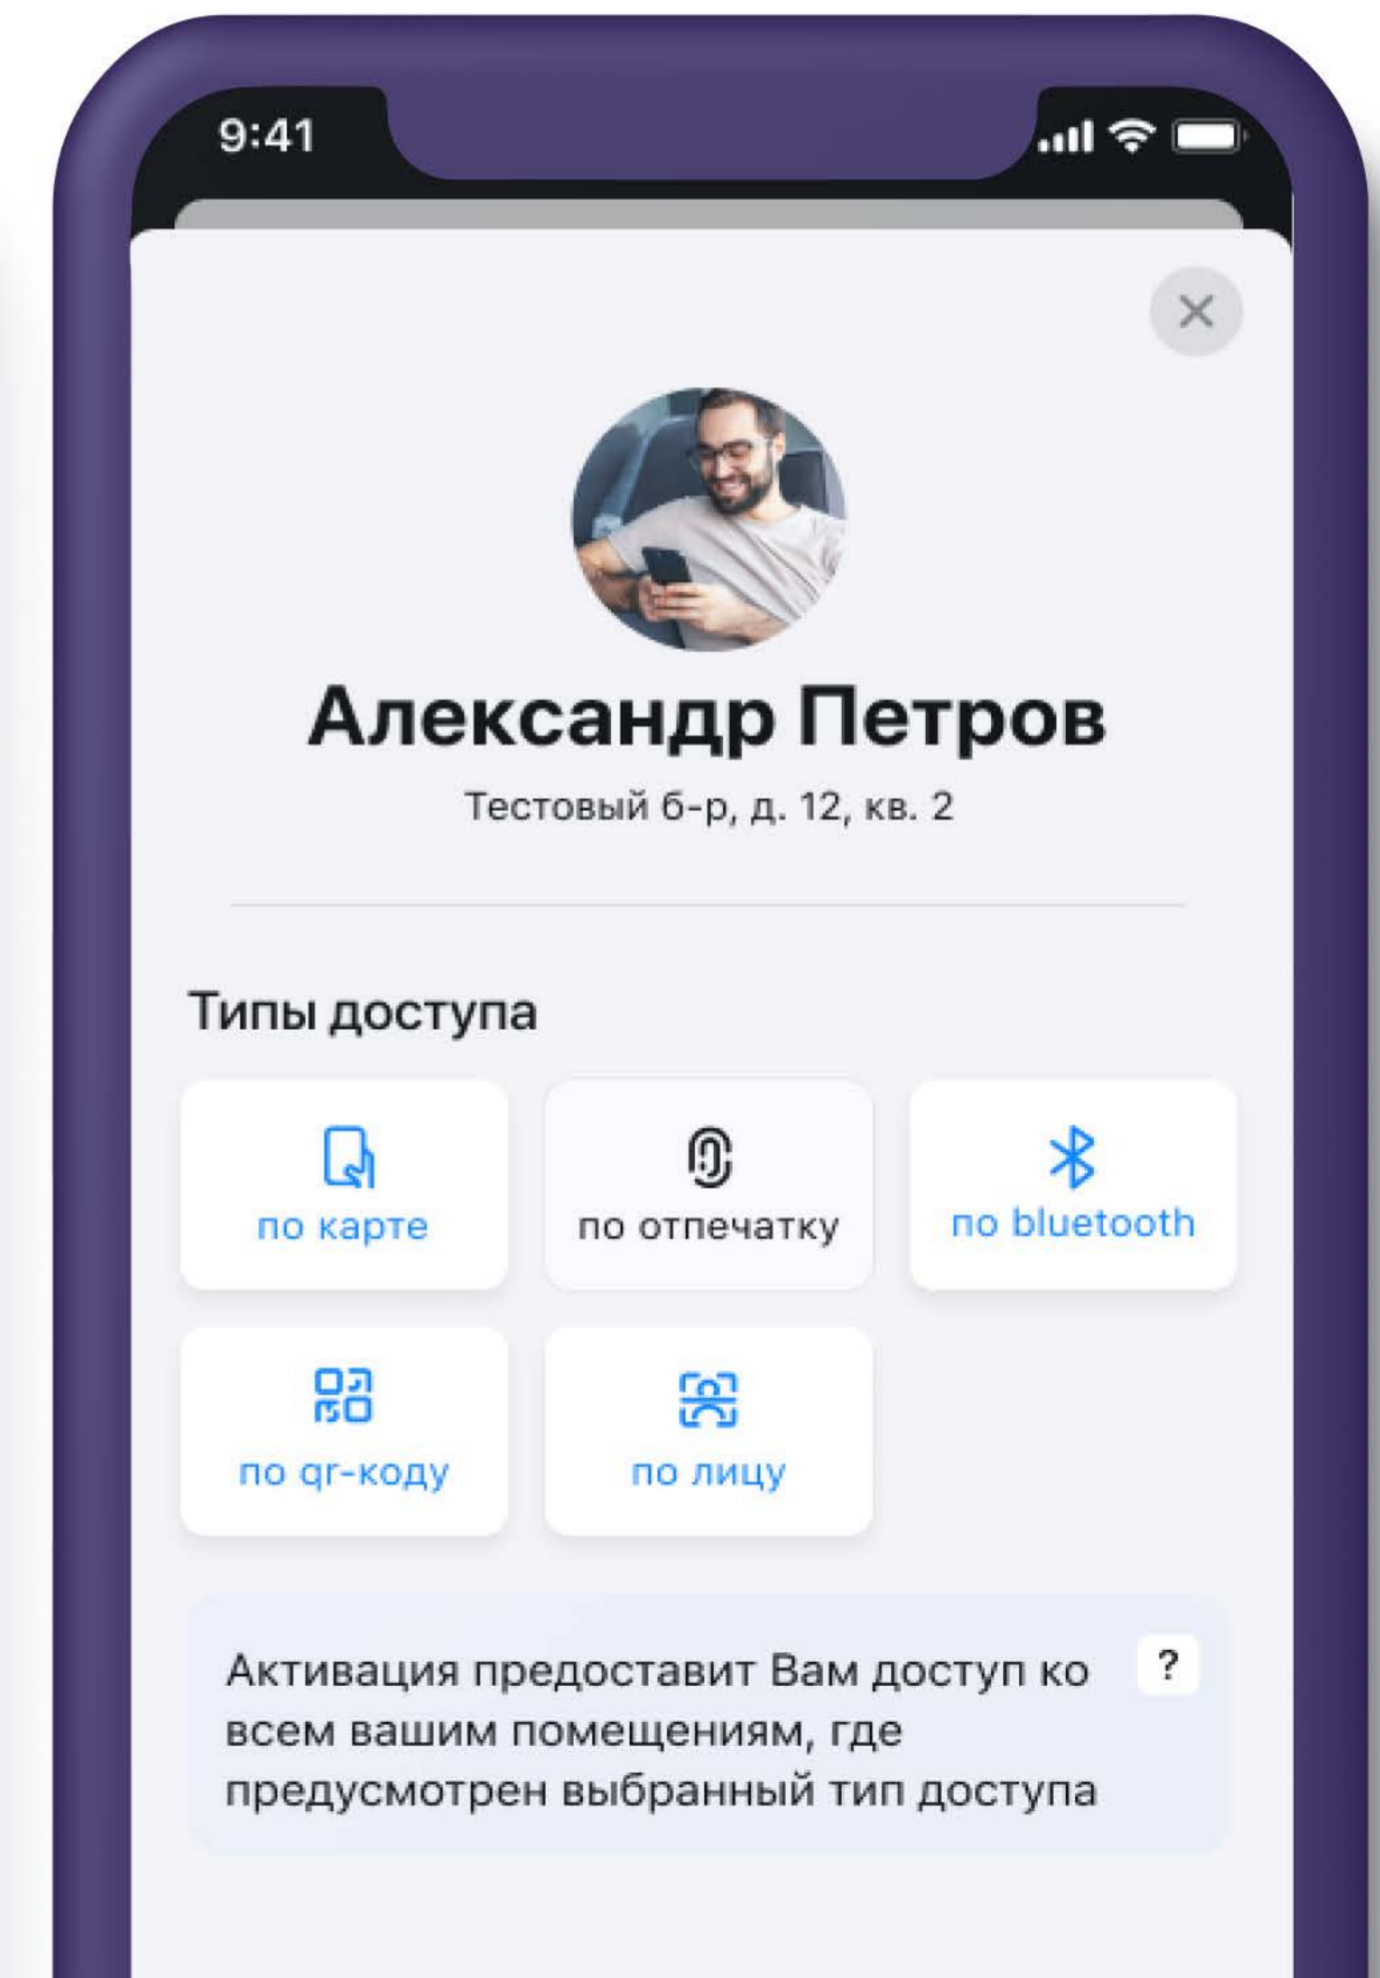 9:41
Александр Петров
Тестовый б-р, д. 12, кв. 2
Типы доступа
по карте
по отпечатку
по bluetooth
по qr-коду
по лицу
Активация предоставит Вам доступ ко
?
всем вашим помещениям, где
предусмотрен выбранный тип доступа